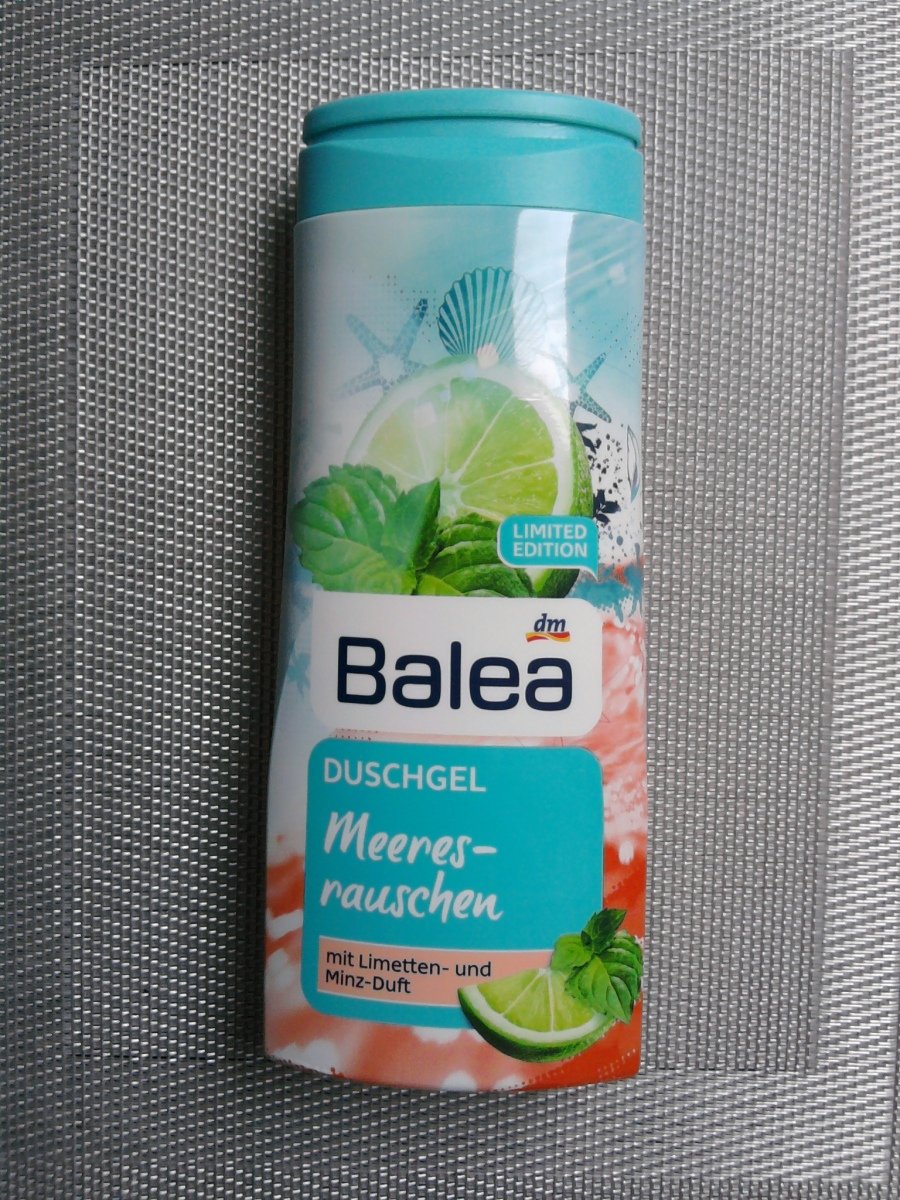 LIMITED
EDITION
dm
Balea
DUSCHGEL
Meeres-
rauschen
mit Limetten- und
Minz-Duft